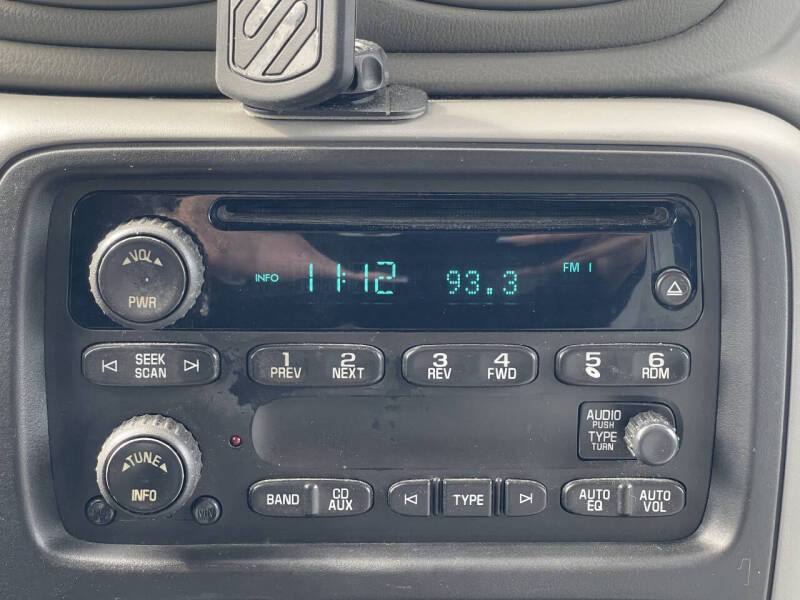 VOL
PWR
INFO 11:12 93.3 FM 1
SEEK
SCAN
1
PREV
2
NEXT
3
REV
4
FWD
5
6
RDM
TUNE
INFO
AUDIO
PUSH
TYPE
TURN
BAND
CD
AUX
TYPE
AUTO
EQ
AUTO
VOL